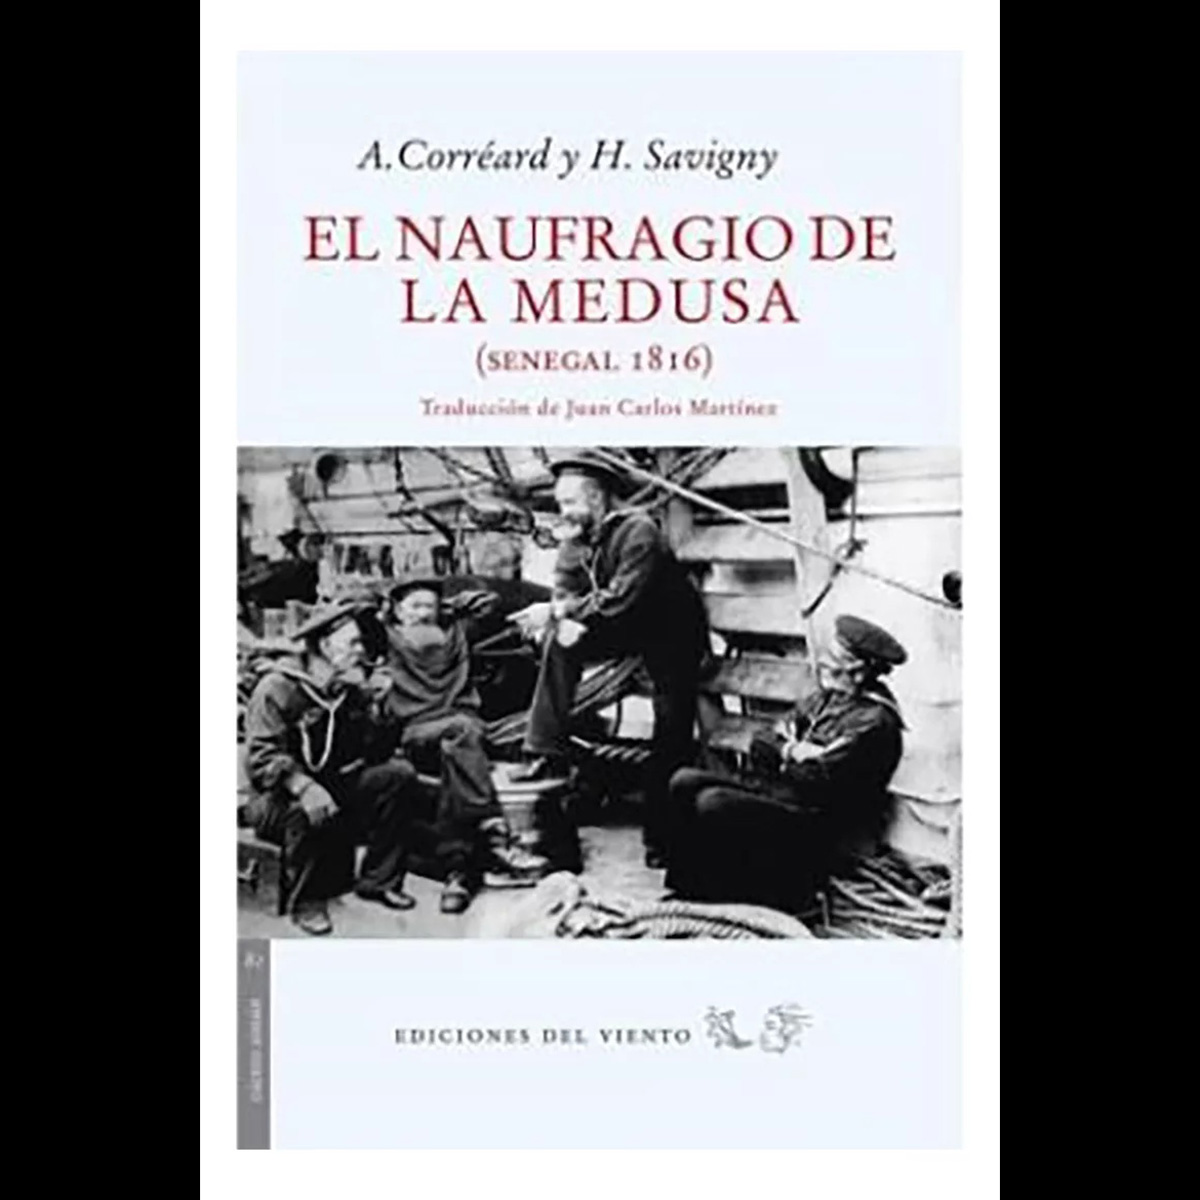 A. Corréard y H. Savigny
EL NAUFRAGIO DE
LA MEDUSA
(SENEGAL 1816)
Traducción de Juan Carlos Martínez
EDICIONES DEL VIENTO